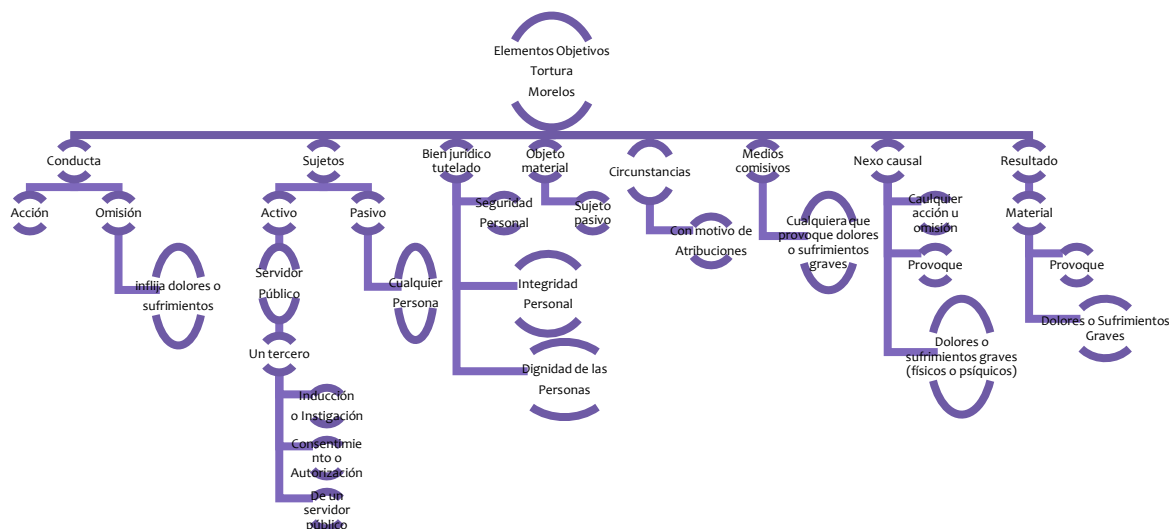 Elementos Objetivos
Tortura
Morelos
Conducta
Acción
Omisión
inflija dolores o
sufrimientos
Sujetos
Activo
Servidor
Público
Un tercero
Inducción
o Instigación
Consentimie
nto o
Autorización
De un
servidor
público
Pasivo
Cualquier
Persona
Bien jurídico
tutelado
Seguridad
Personal
Integridad
Personal
Dignidad de las
Personas
Objeto
material
Sujeto
pasivo
Circunstancias
Con motivo de
Atribuciones
Medios
comisivos
Cualquiera que
provoque dolores
o sufrimientos
graves
Nexo causal
Caulquier
acción u
omisión
Provoque
Dolores o
sufrimientos graves
(físicos o psíquicos)
Resultado
Material
Provoque
Dolores o Sufrimientos
Graves